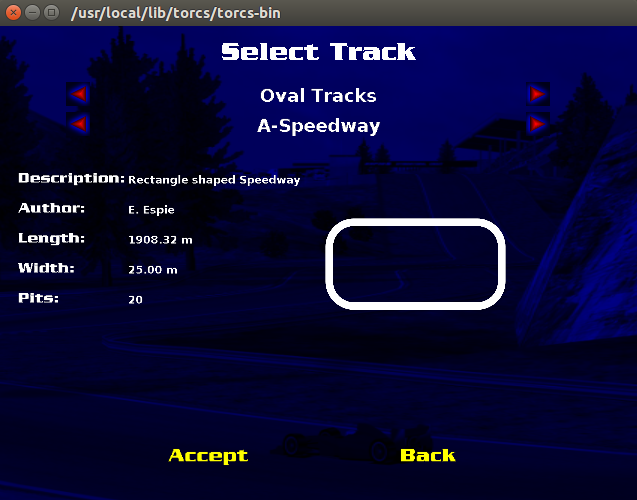 /usr/local/lib/torcs/torcs-bin
Select Track
Oval Tracks
A-Speedway
Description: Rectangle shaped Speedway
Author: E. Espie
Length: 1908.32 m
Width: 25.00 m
Pits: 20
Accept Back